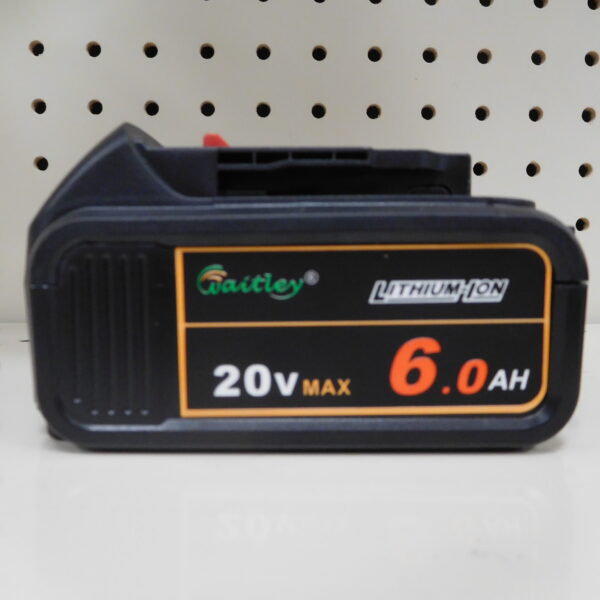 Waitley®
LITHIUM-ION
20V MAX
6.0AH